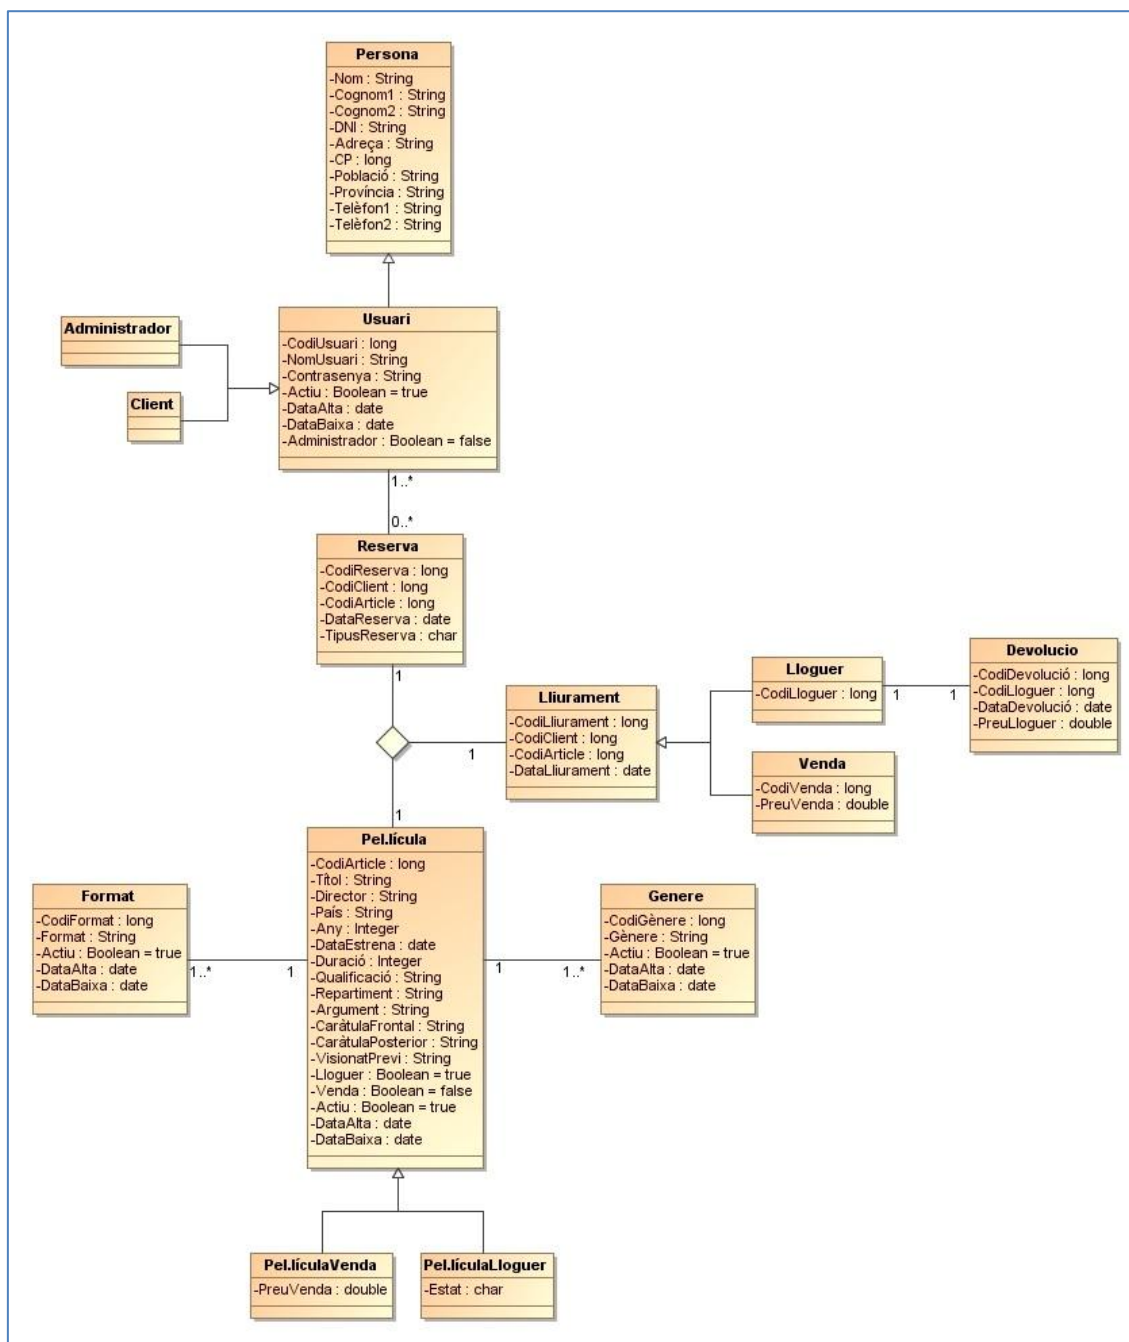 Persona
-Nom : String
-Cognom1 : String
-Cognom2 : String
-DNI : String
-Adreça : String
-CP : long
-Població : String
-Província : String
-Telèfon1 : String
-Telèfon2 : String
Administrador
Client
Usuari
-CodiUsuari : long
-NomUsuari : String
-Contrasenya : String
-Actiu : Boolean = true
-DataAlta : date
-DataBaixa : date
-Administrador : Boolean = false
1..*
0..*
Reserva
-CodiReserva : long
-CodiClient : long
-CodiArticle : long
-DataReserva : date
-TipusReserva : char
1
1
1
Lliurament
-CodiLliurament : long
-CodiClient : long
-CodiArticle : long
-DataLliurament : date
Lloguer
-CodiLloguer : long
1
1
Devolucio
-CodiDevolució : long
-CodiLloguer : long
-DataDevolució : date
-PreuLloguer : double
Venda
-CodiVenda : long
-PreuVenda : double
Format
-CodiFormat : long
-Format : String
-Actiu : Boolean = true
-DataAlta : date
-DataBaixa : date
1..*
1
Pel.lícula
-CodiArticle : long
-Títol : String
-Director : String
-País : String
-Any : Integer
-DataEstrena : date
-Duració : Integer
-Qualificació : String
-Repartiment : String
-Argument : String
-CaràtulaFrontal : String
-CaràtulaPosterior : String
-VisionatPrevi : String
-Lloguer : Boolean = true
-Venda : Boolean = false
-Actiu : Boolean = true
-DataAlta : date
-DataBaixa : date
1
1..*
Genere
-CodiGènere : long
-Gènere : String
-Actiu : Boolean = true
-DataAlta : date
-DataBaixa : date
Pel.lículaVenda
-PreuVenda : double
Pel.lículaLloguer
-Estat : char